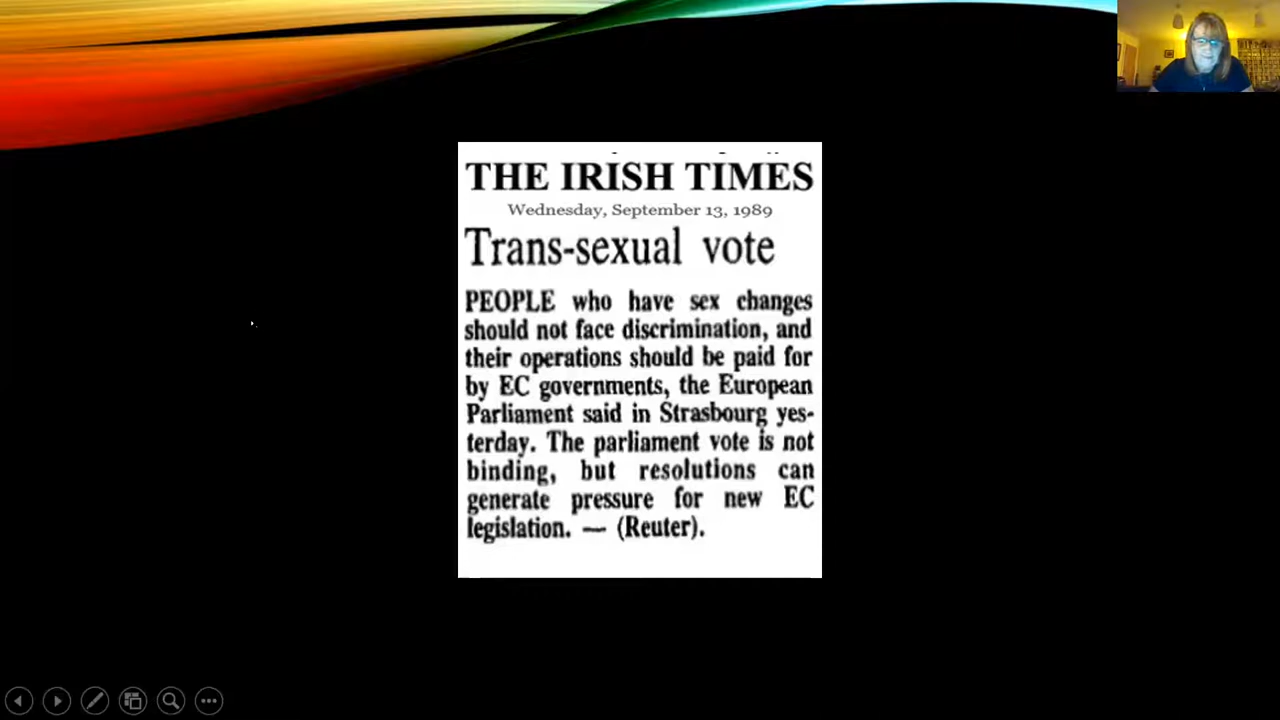 THE IRISH TIMES
Wednesday, September 13, 1989
Trans-sexual vote
PEOPLE who have sex changes
should not face discrimination, and
their operations should be paid for
by EC governments, the European
Parliament said in Strasbourg yes-
terday. The parliament vote is not
binding, but resolutions can
generate pressure for new EC
legislation. — (Reuter).